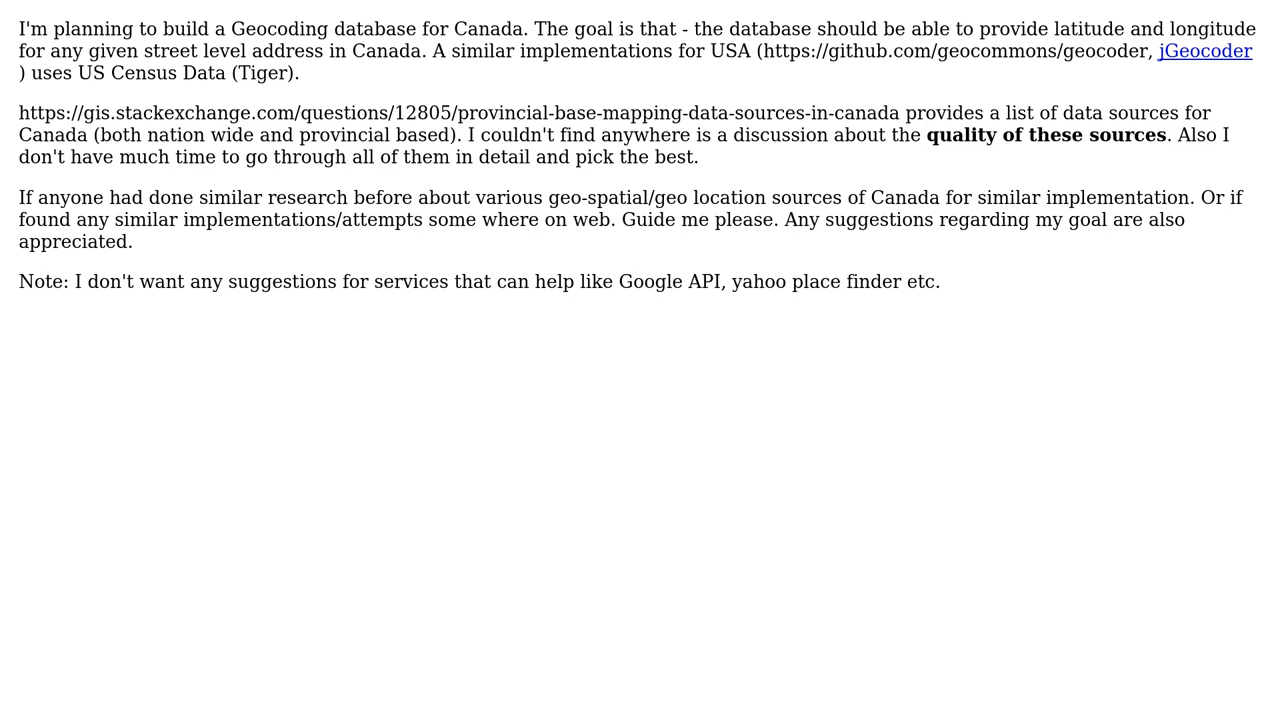 I'm planning to build a Geocoding database for Canada. The goal is that - the database should be able to provide latitude and longitude
for any given street level address in Canada. A similar implementations for USA (https://github.com/geocommons/geocoder, jGeocoder
) uses US Census Data (Tiger).
https://gis.stackexchange.com/questions/12805/provincial-base-mapping-data-sources-in-canada provides a list of data sources for
Canada (both nation wide and provincial based). I couldn't find anywhere is a discussion about the quality of these sources. Also I
don't have much time to go through all of them in detail and pick the best.
If anyone had done similar research before about various geo-spatial/geo location sources of Canada for similar implementation. Or if
found any similar implementations/attempts some where on web. Guide me please. Any suggestions regarding my goal are also
appreciated.
Note: I don't want any suggestions for services that can help like Google API, yahoo place finder etc.